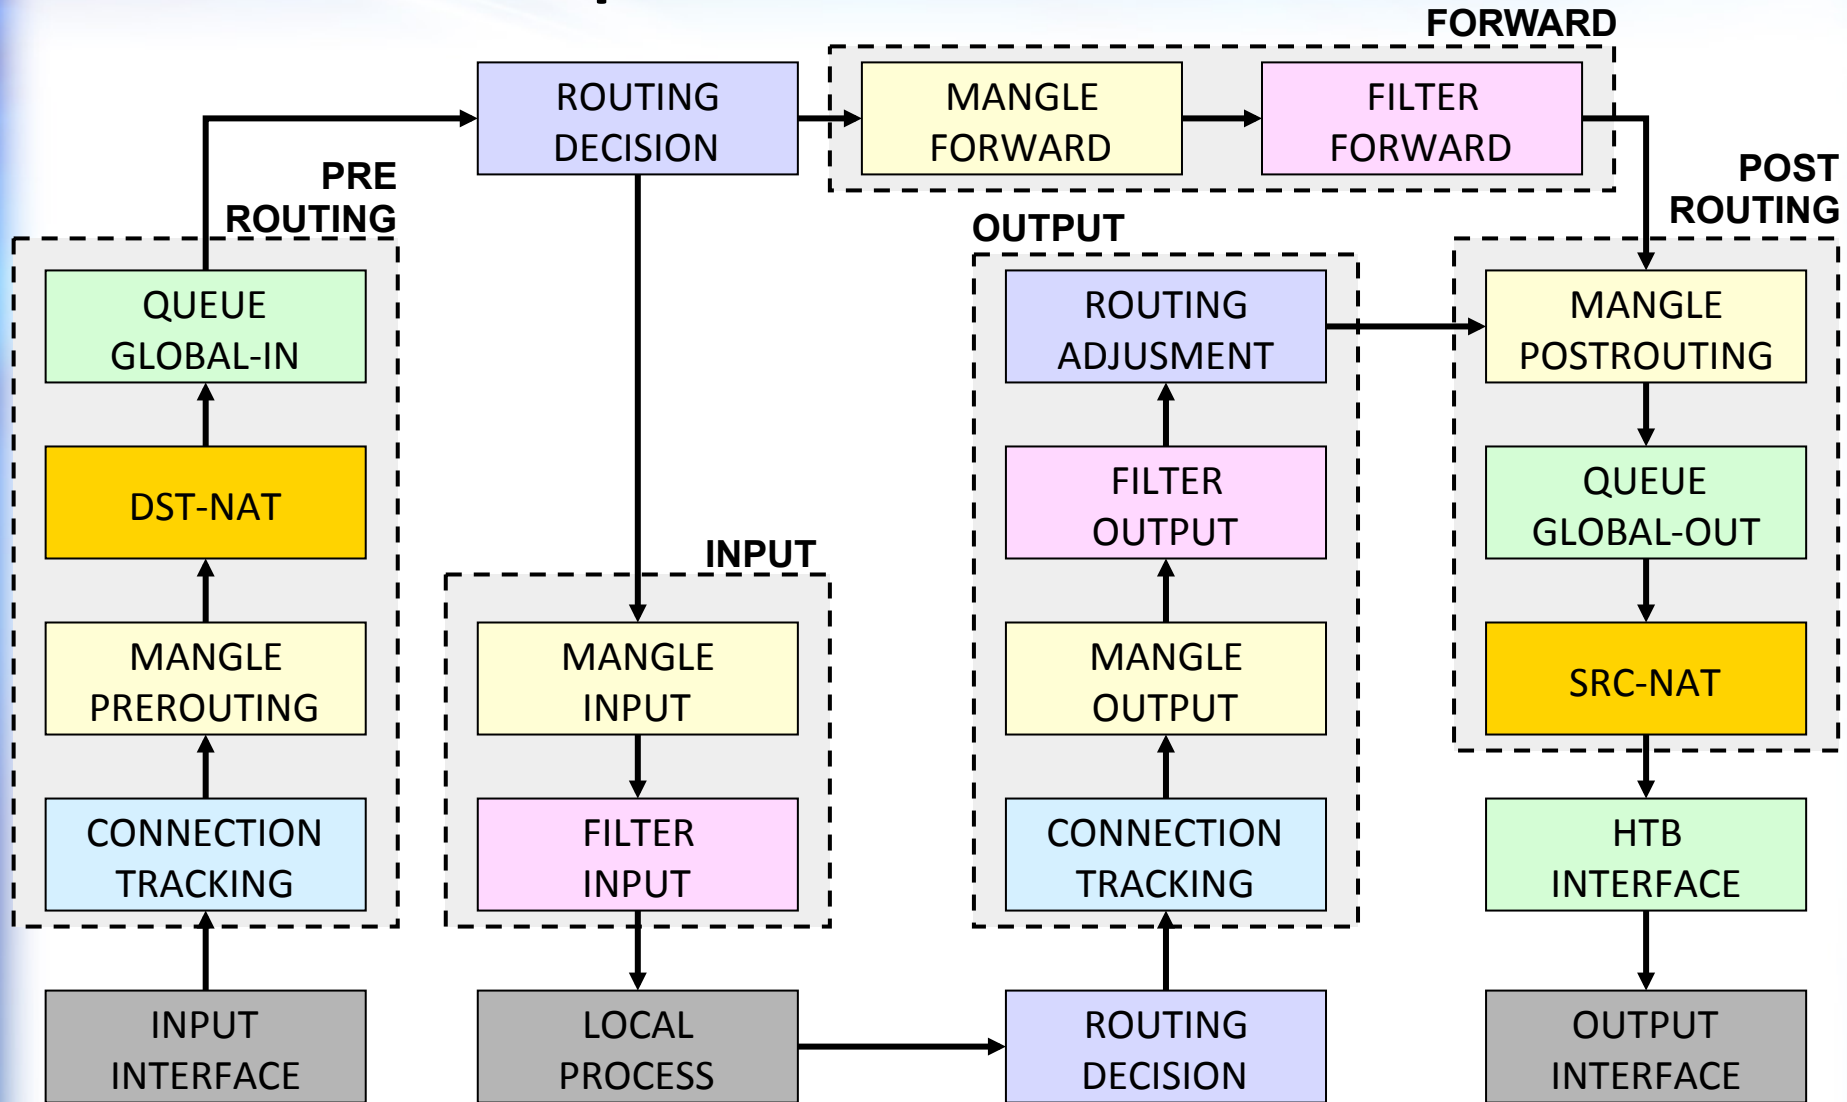 FORWARD
ROUTING
DECISION
MANGLE
FORWARD
FILTER
FORWARD
PRE
ROUTING
POST
ROUTING
OUTPUT
QUEUE
GLOBAL-IN
ROUTING
ADJUSMENT
MANGLE
POSTROUTING
DST-NAT
FILTER
OUTPUT
QUEUE
GLOBAL-OUT
INPUT
MANGLE
PREROUTING
MANGLE
INPUT
MANGLE
OUTPUT
SRC-NAT
CONNECTION
TRACKING
FILTER
INPUT
CONNECTION
TRACKING
HTB
INTERFACE
INPUT
INTERFACE
LOCAL
PROCESS
ROUTING
DECISION
OUTPUT
INTERFACE